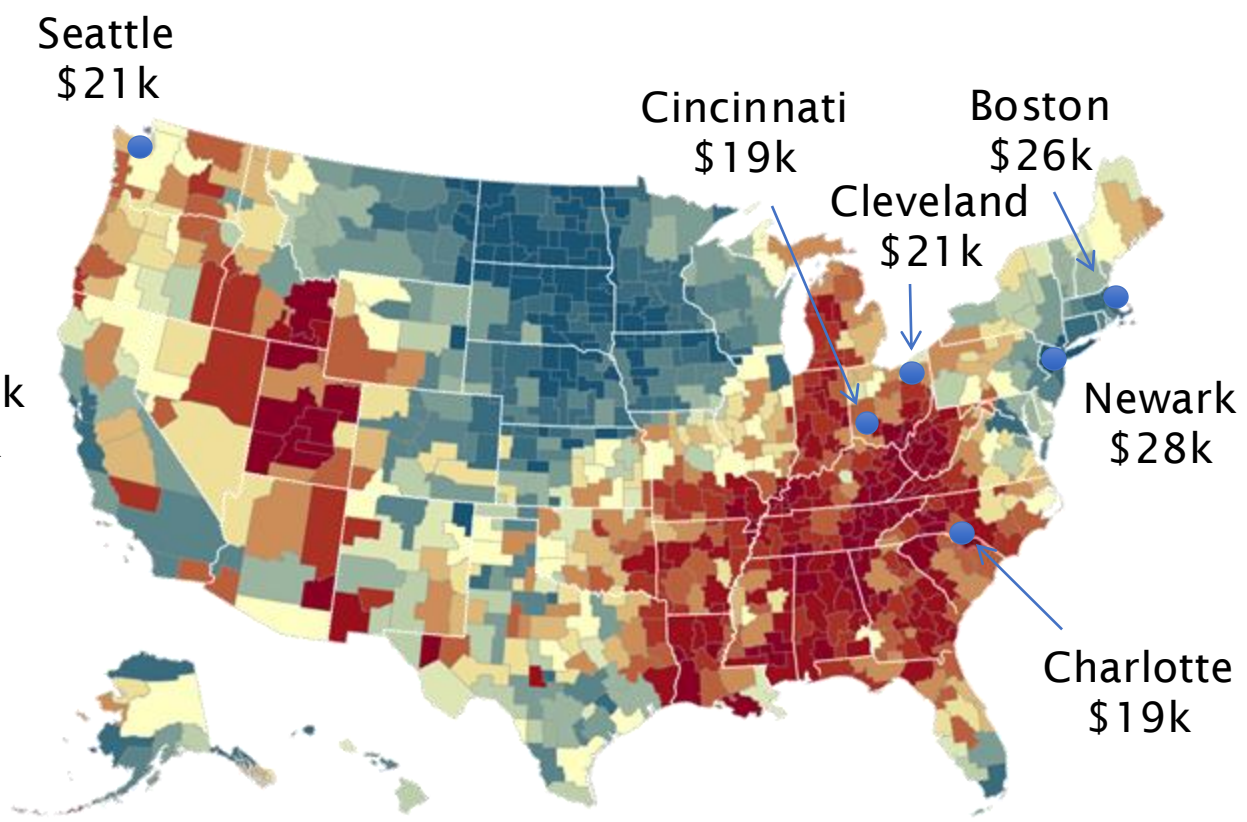 Seattle
$21k
Cincinnati
$19k
Boston
$26k
Cleveland
$21k
k
Newark
$28k
Charlotte
$19k